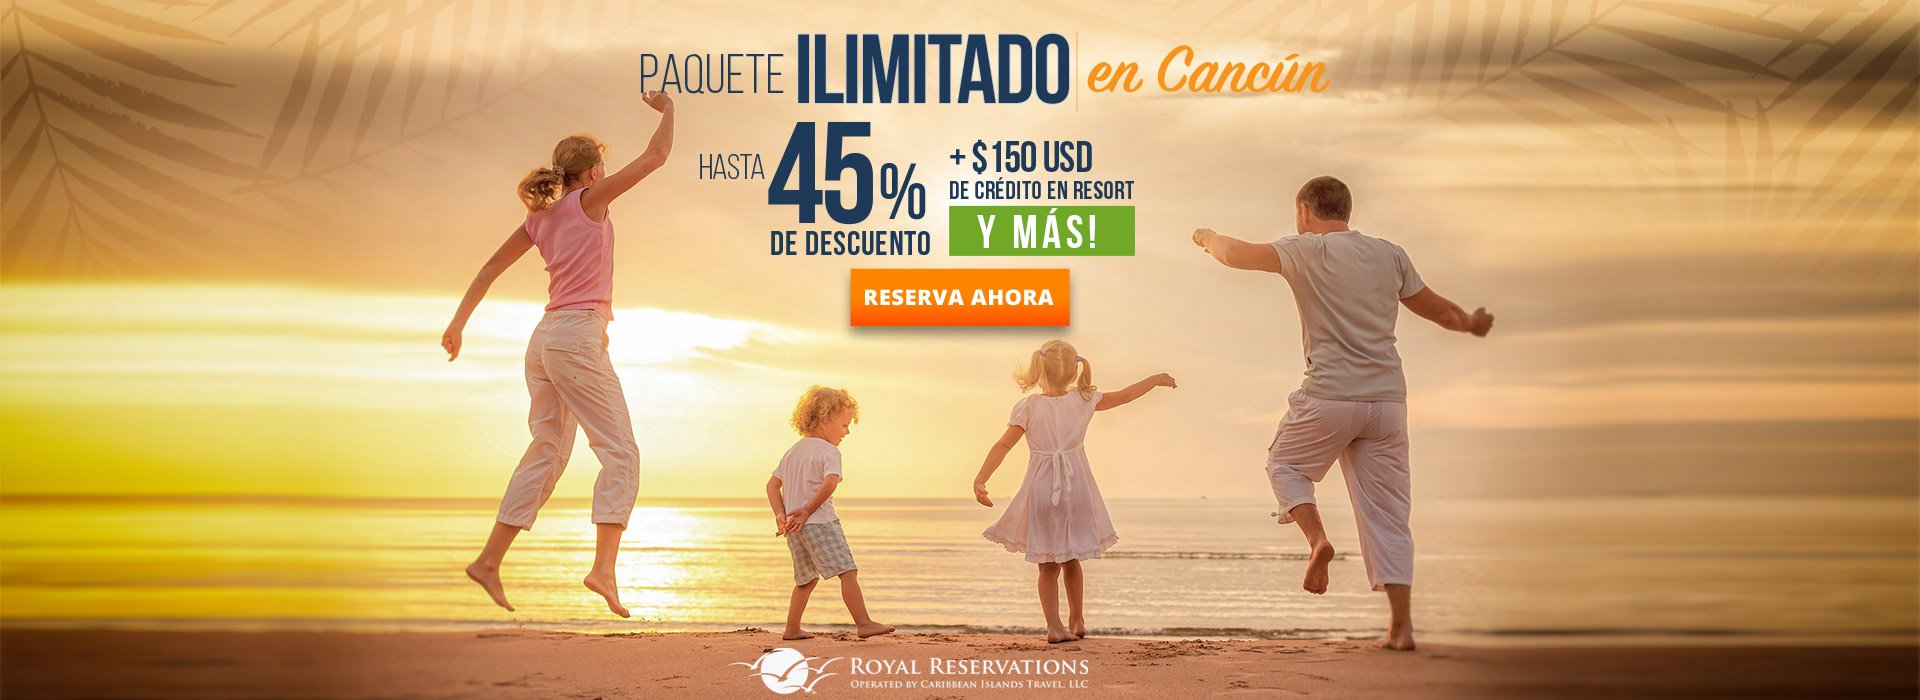 PAQUETE ILIMITADO en Cancún
HASTA 45%
DE DESCUENTO
+ $150 USD
DE CRÉDITO EN RESORT
Y MÁS!
RESERVA AHORA
ROYAL RESERVATIONS
OPERATED BY CARIBBEAN ISLANDS TRAVEL, LLC